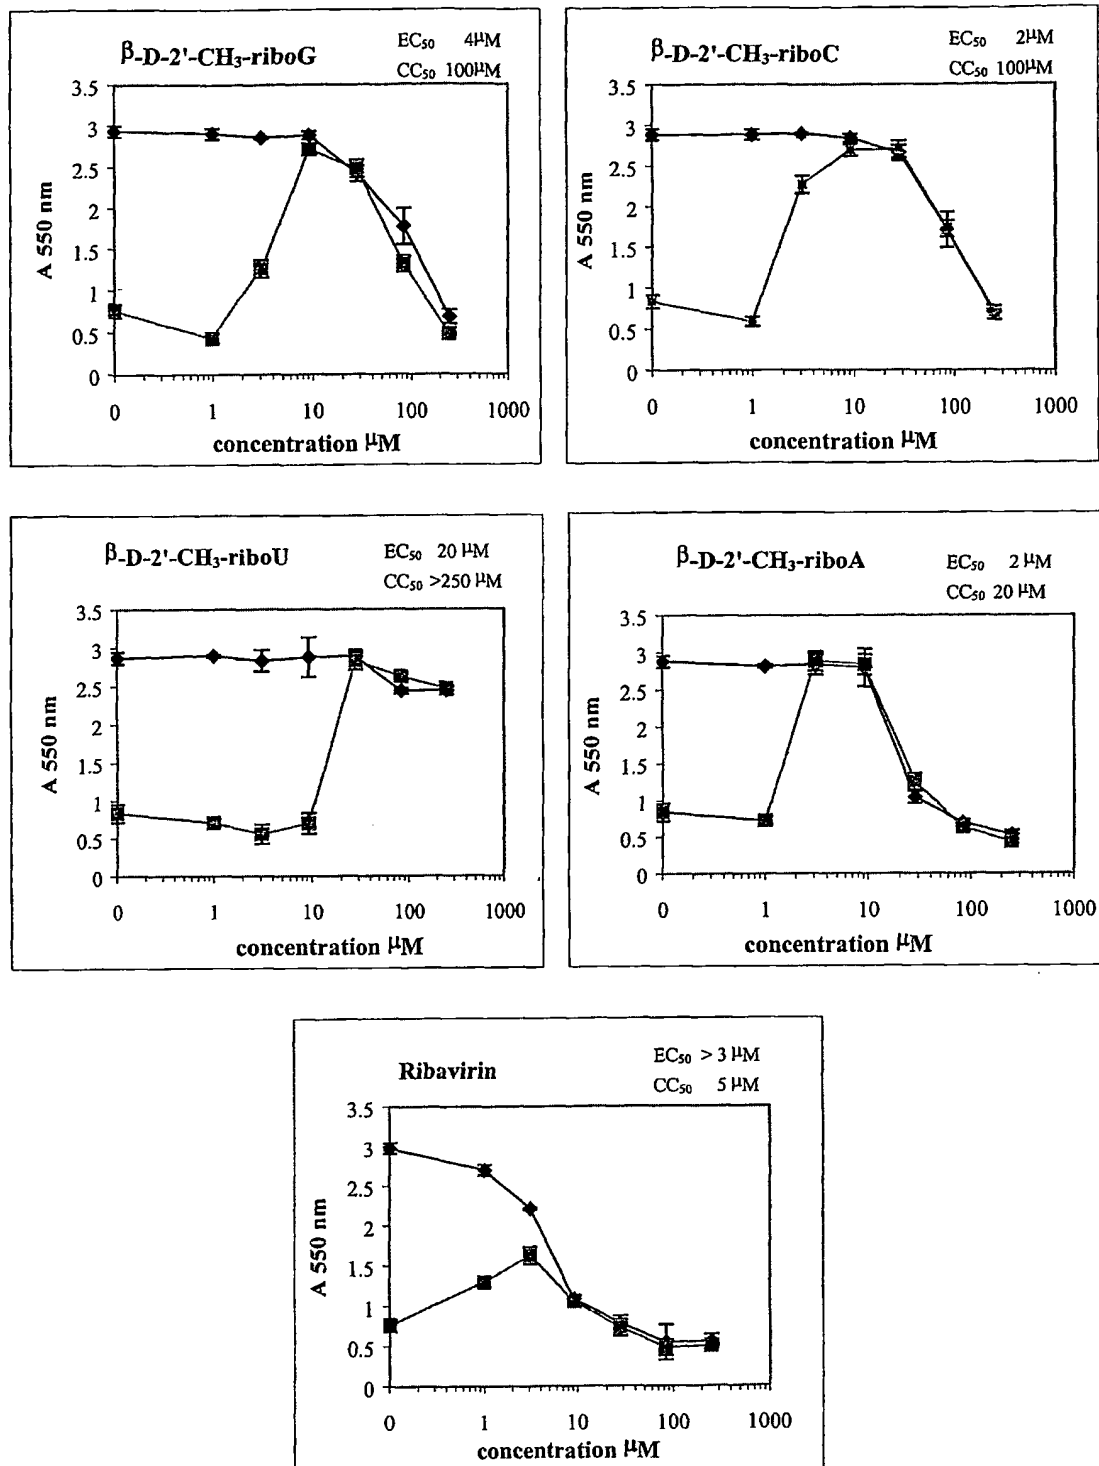 β-D-2'-CH₃-riboG
EC₅₀ 4μM
CC₅₀ 100μM
3.5
3
2.5
2
1.5
1
0.5
0
A 550 nm
0 1 10 100 1000
concentration μM
β-D-2'-CH₃-riboC
EC₅₀ 2μM
CC₅₀ 100μM
3.5
3
2.5
2
1.5
1
0.5
0
A 550 nm
0 1 10 100 1000
concentration μM
β-D-2'-CH₃-riboU
EC₅₀ 20 μM
CC₅₀ >250 μM
3.5
3
2.5
2
1.5
1
0.5
0
A 550 nm
0 1 10 100 1000
concentration μM
β-D-2'-CH₃-riboA
EC₅₀ 2μM
CC₅₀ 20 μM
3.5
3
2.5
2
1.5
1
0.5
0
A 550 nm
0 1 10 100 1000
concentration μM
Ribavirin
EC₅₀ > 3 μM
CC₅₀ 5 μM
3.5
3
2.5
2
1.5
1
0.5
0
A 550 nm
0 1 10 100 1000
concentration μM